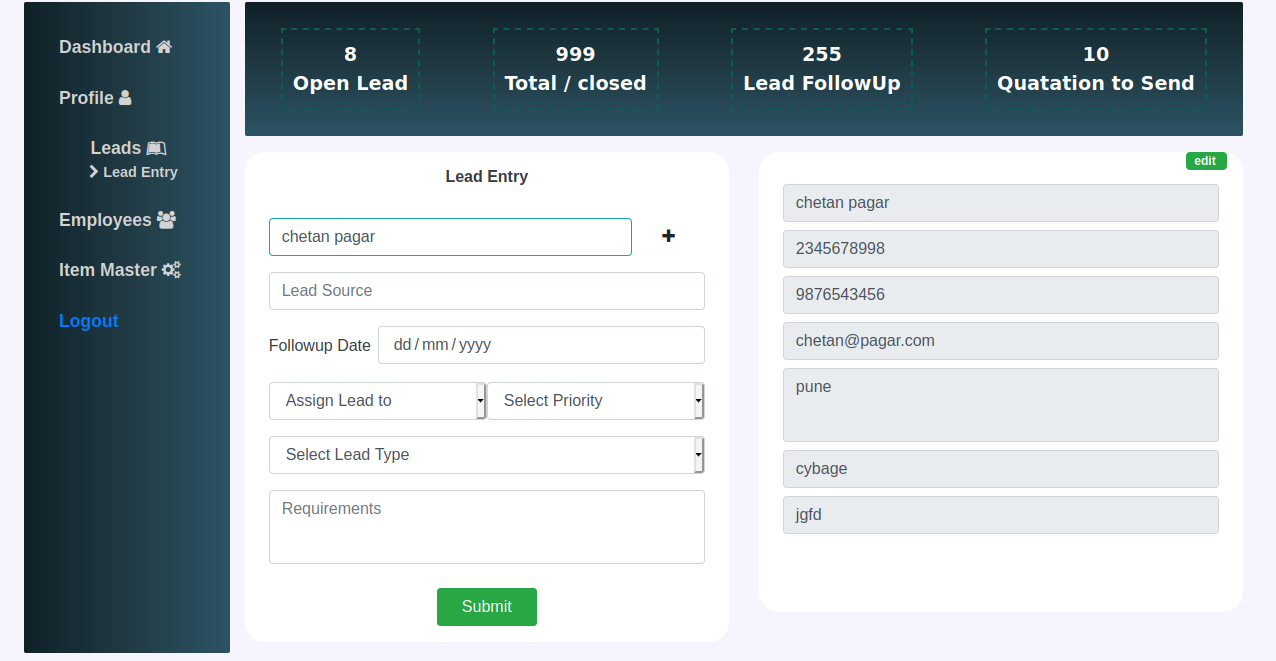 Dashboard
Profile
Leads
Lead Entry
Employees
Item Master
Logout
8
Open Lead
999
Total / closed
255
Lead FollowUp
10
Quatation to Send
Lead Entry
chetan pagar
Lead Source
Followup Date dd/mm/yyyy
Assign Lead to Select Priority
Select Lead Type
Requirements
Submit
edit
chetan pagar
2345678998
9876543456
chetan@pagar.com
pune
cybage
jgfd